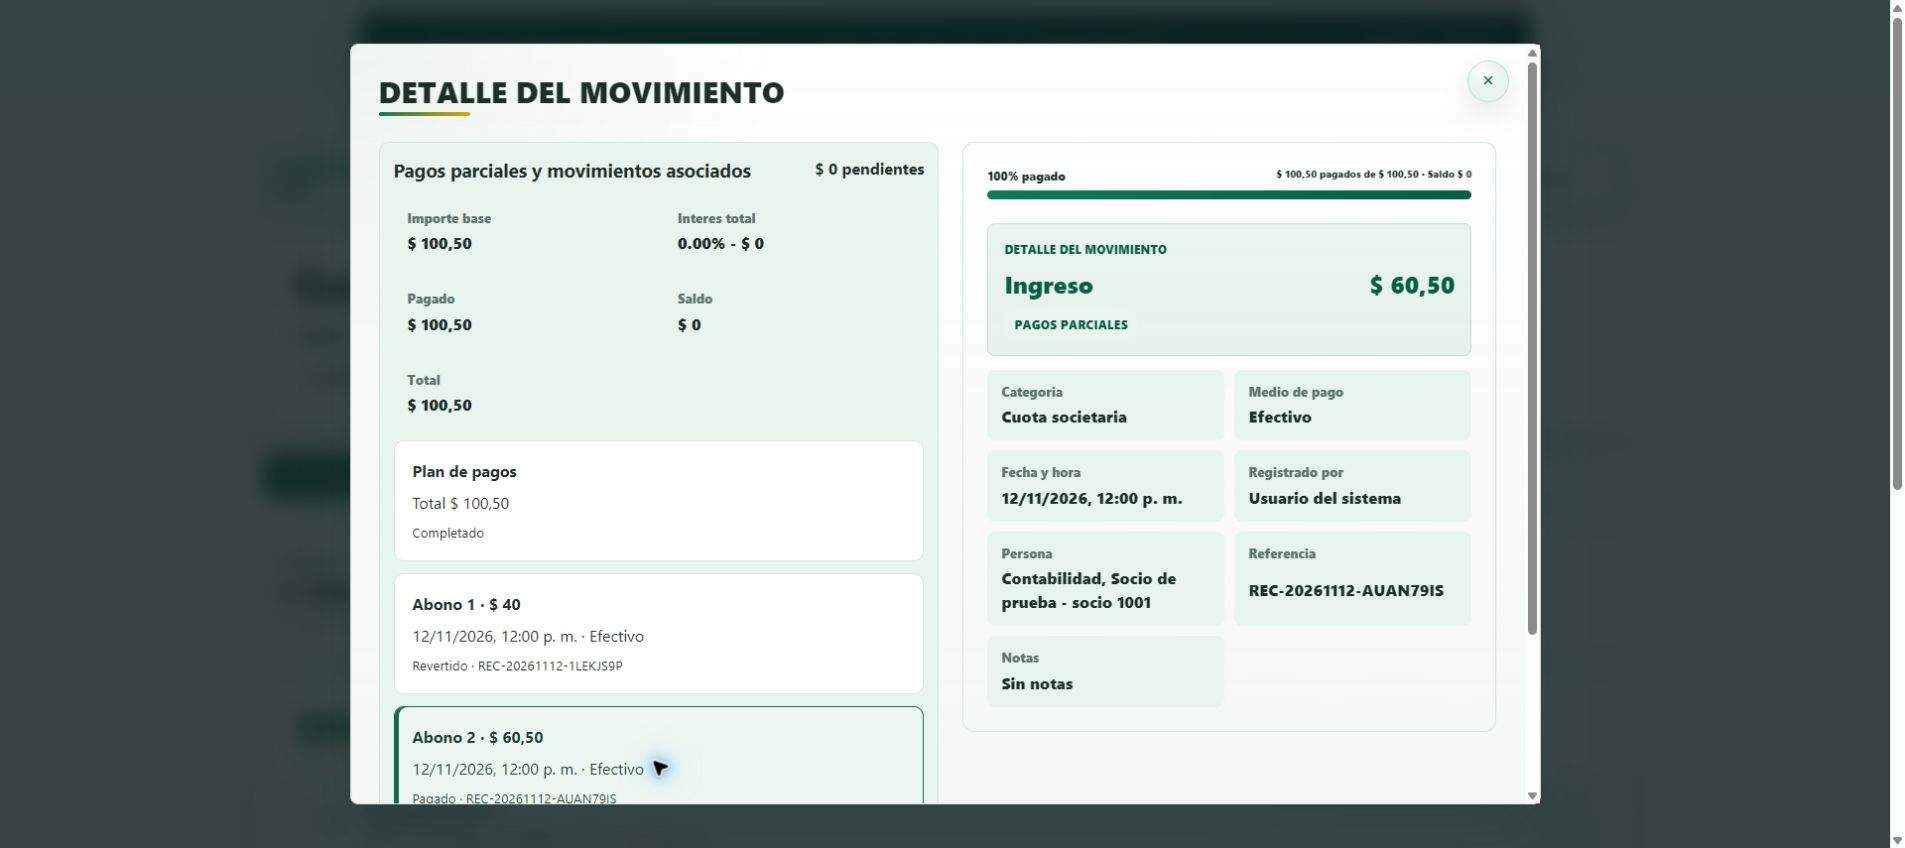 DETALLE DEL MOVIMIENTO
×
Pagos parciales y movimientos asociados
$ 0 pendientes
Importe base
$ 100,50
Interes total
0.00% - $ 0
Pagado
$ 100,50
Saldo
$ 0
Total
$ 100,50
Plan de pagos
Total $ 100,50
Completado
Abono 1 · $ 40
12/11/2026, 12:00 p. m. · Efectivo
Revertido · REC-20261112-1LEKJS9P
Abono 2 · $ 60,50
12/11/2026, 12:00 p. m. · Efectivo
Pagado · REC-20261112-AUAN79IS
100% pagado
$ 100,50 pagados de $ 100,50 · Saldo $ 0
DETALLE DEL MOVIMIENTO
Ingreso
$ 60,50
PAGOS PARCIALES
Categoria
Cuota societaria
Medio de pago
Efectivo
Fecha y hora
12/11/2026, 12:00 p. m.
Registrado por
Usuario del sistema
Persona
Contabilidad, Socio de
prueba - socio 1001
Referencia
REC-20261112-AUAN79IS
Notas
Sin notas